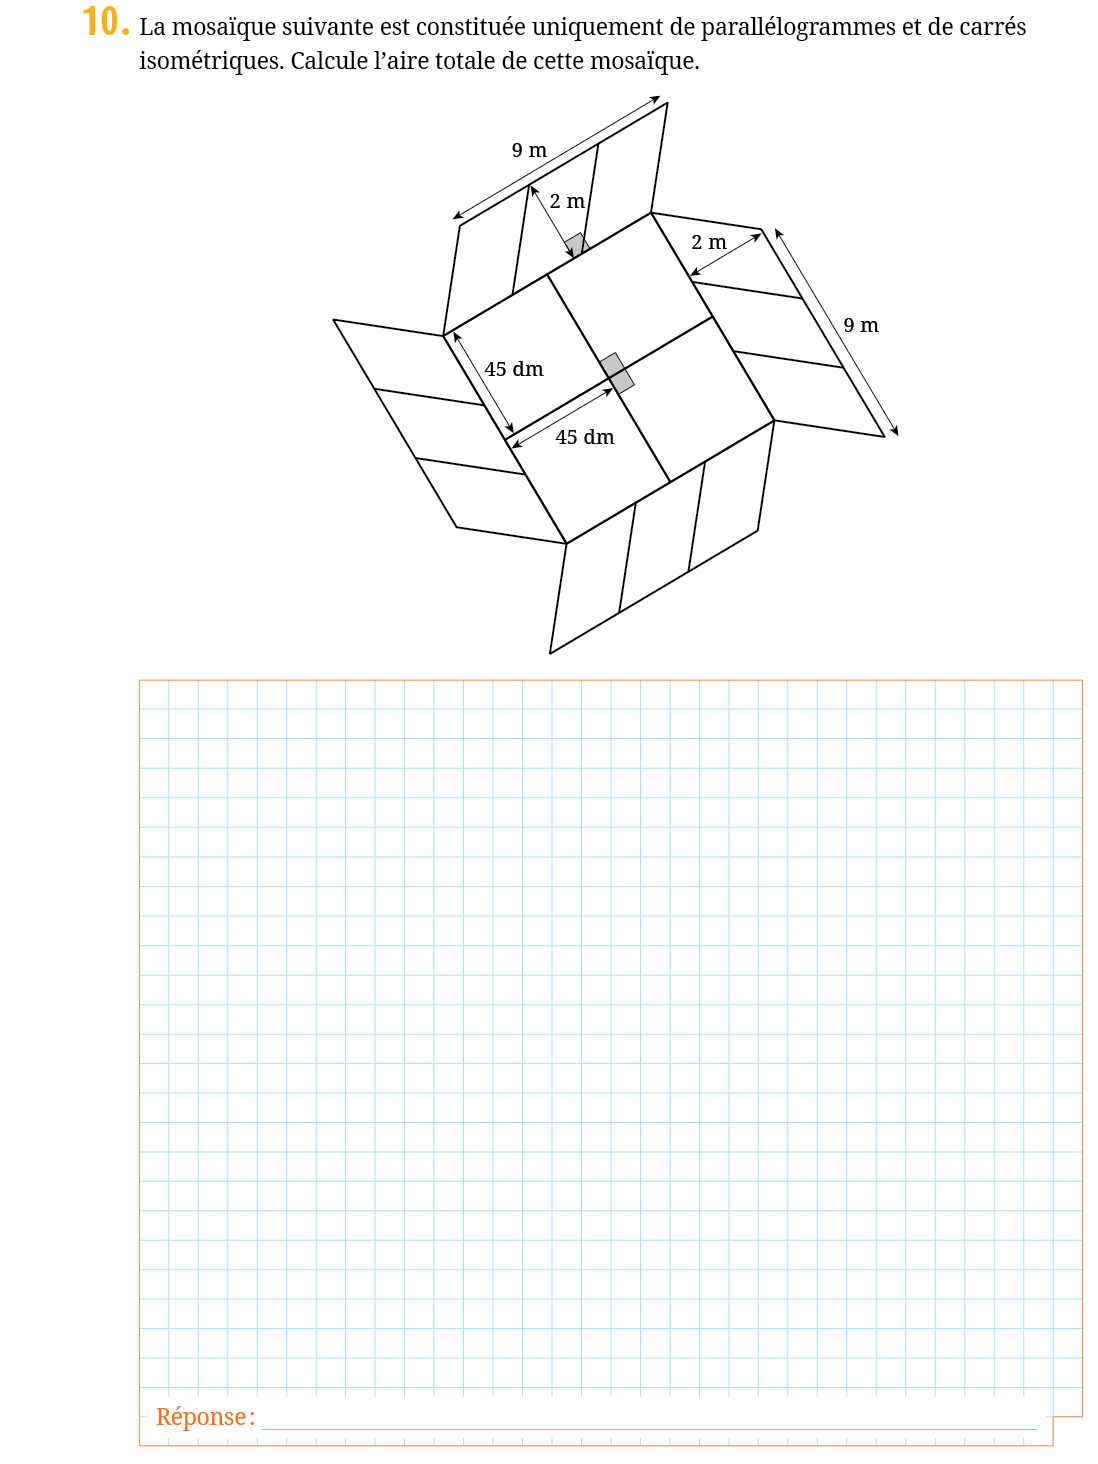 10. La mosaïque suivante est constituée uniquement de parallélogrammes et de carrés
isométriques. Calcule l’aire totale de cette mosaïque.
9 m
2 m
2 m
9 m
45 dm
45 dm
Réponse :